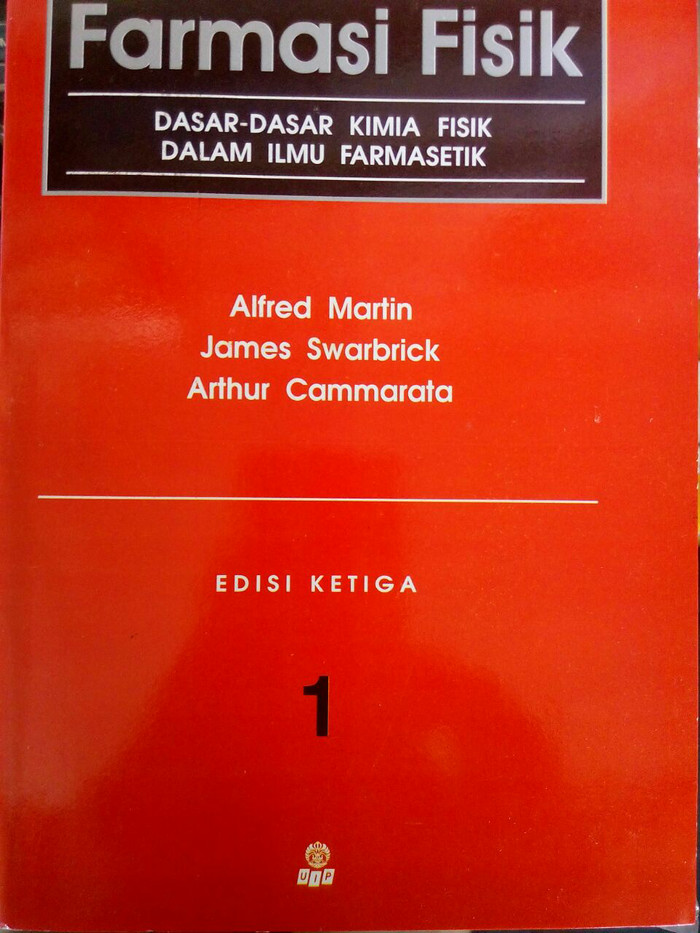 Farmasi Fisik
DASAR-DASAR KIMIA FISIK
DALAM ILMU FARMASETIK
Alfred Martin
James Swarbrick
Arthur Cammarata
EDISI KETIGA
1
UIP